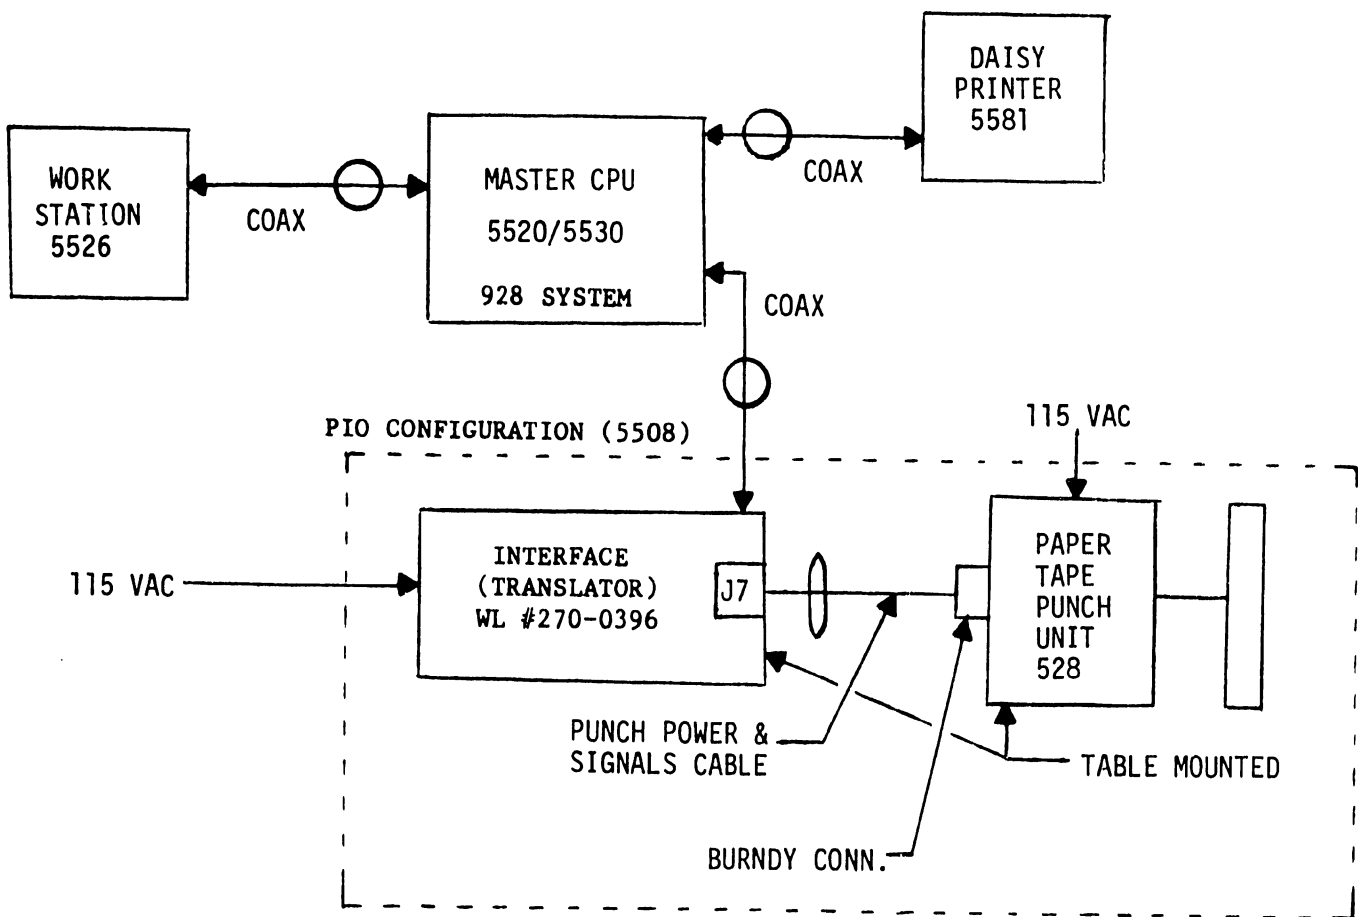 DAISY
PRINTER
5581
COAX
WORK
STATION
5526
COAX
MASTER CPU
5520/5530
928 SYSTEM
COAX
PIO CONFIGURATION (5508)
115 VAC
115 VAC
INTERFACE
(TRANSLATOR)
WL #270-0396
J7
PAPER
TAPE
PUNCH
UNIT
528
PUNCH POWER &
SIGNALS CABLE
TABLE MOUNTED
BURNDY CONN.